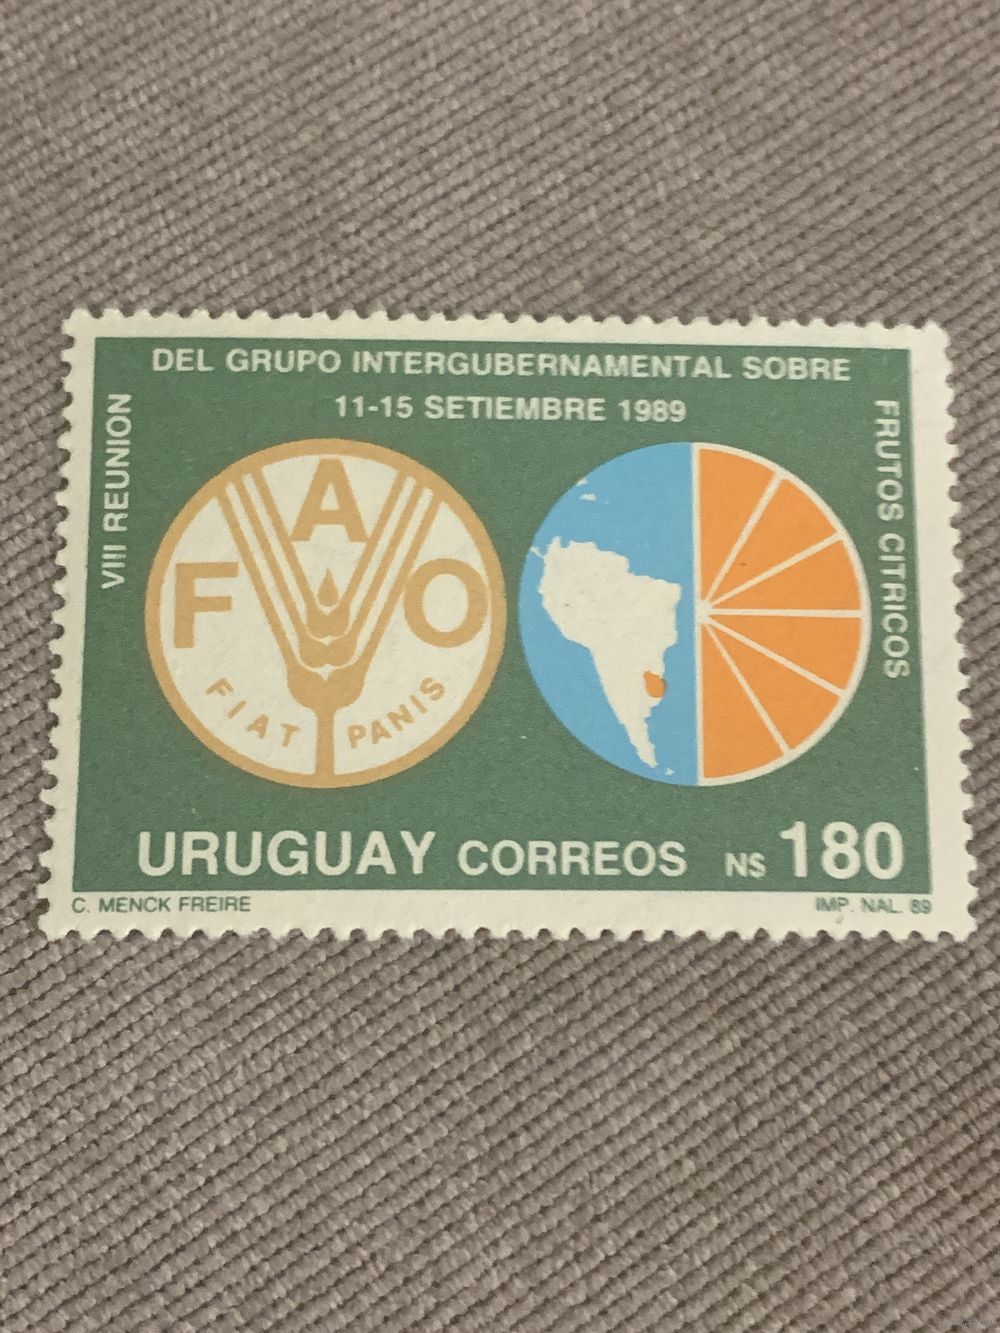 VIII REUNION
DEL GRUPO INTERGUBERNAMENTAL SOBRE
FRUTOS CITRICOS
11-15 SETIEMBRE 1989
FAO
FIAT PANIS
URUGUAY CORREOS N$ 180
C. MENCK FREIRE
IMP. NAL. 89